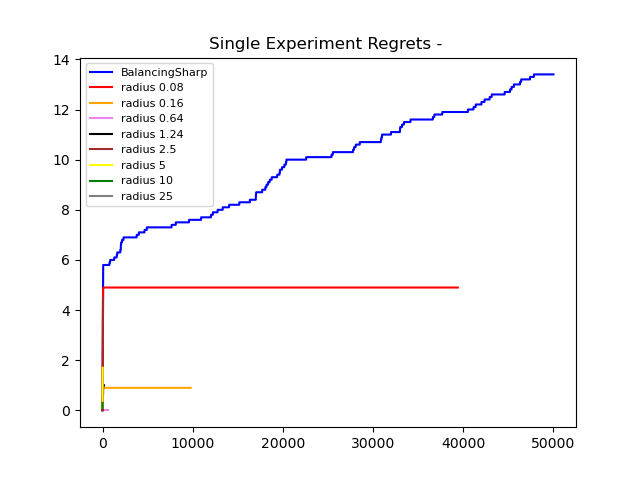 Single Experiment Regrets -
14
12
10
8
6
4
2
0
BalancingSharp
radius 0.08
radius 0.16
radius 0.64
radius 1.24
radius 2.5
radius 5
radius 10
radius 25
0 10000 20000 30000 40000 50000